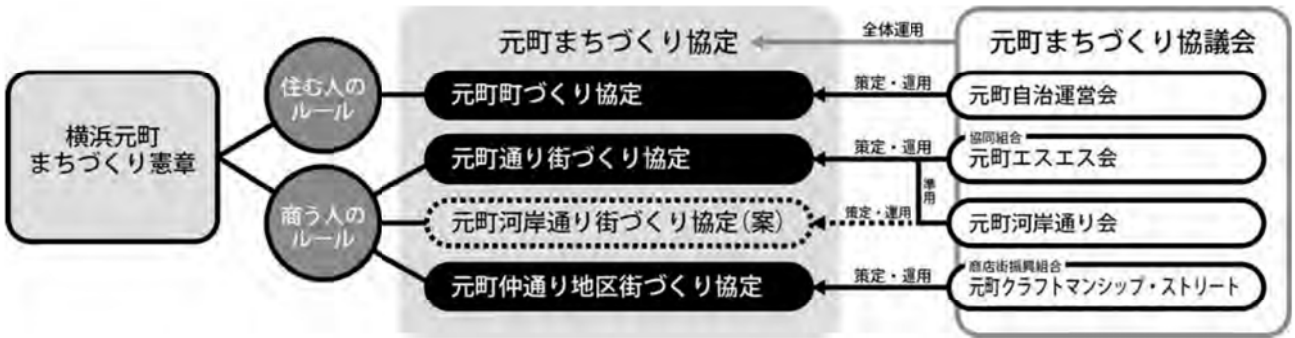 横浜元町
まちづくり憲章
住む人の
ルール
商う人の
ルール
元町まちづくり協定
元町町づくり協定
元町通り街づくり協定
元町河岸通り街づくり協定(案)
元町仲通り地区街づくり協定
全体運用
策定・運用
策定・運用
準用
策定・運用
策定・運用
元町まちづくり協議会
元町自治運営会
協同組合
元町エスエス会
元町河岸通り会
商店街振興組合
元町クラフトマンシップ・ストリート